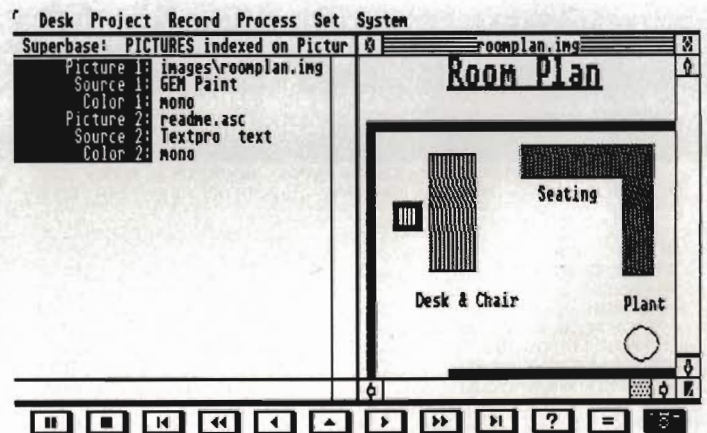 Desk Project Record Process Set System
Superbase: PICTURES indexed on Pictur
roomplan.img
Picture 1: images\roomplan.img
Source 1: GEM Paint
Color 1: mono
Picture 2: readme.asc
Source 2: Textpro text
Color 2: mono
Room Plan
Seating
Desk & Chair
Plant
? =